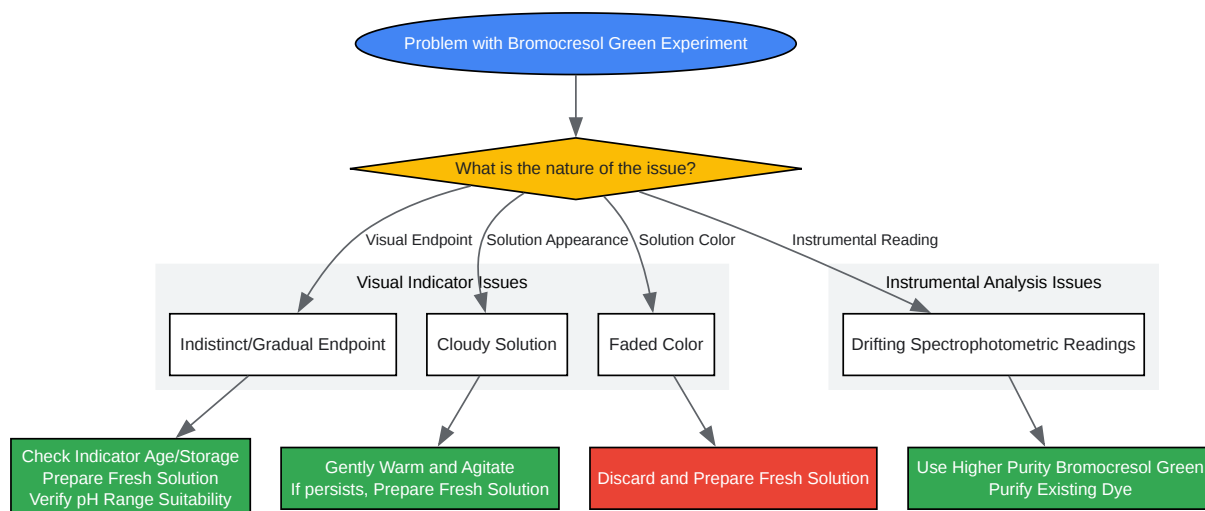 Problem with Bromocresol Green Experiment
What is the nature of the issue?
Visual Endpoint
Solution Appearance
Solution Color
Instrumental Reading
Visual Indicator Issues
Instrumental Analysis Issues
Indistinct/Gradual Endpoint
Cloudy Solution
Faded Color
Drifting Spectrophotometric Readings
Check Indicator Age/Storage
Prepare Fresh Solution
Verify pH Range Suitability
Gently Warm and Agitate
If persists, Prepare Fresh Solution
Discard and Prepare Fresh Solution
Use Higher Purity Bromocresol Green
Purify Existing Dye